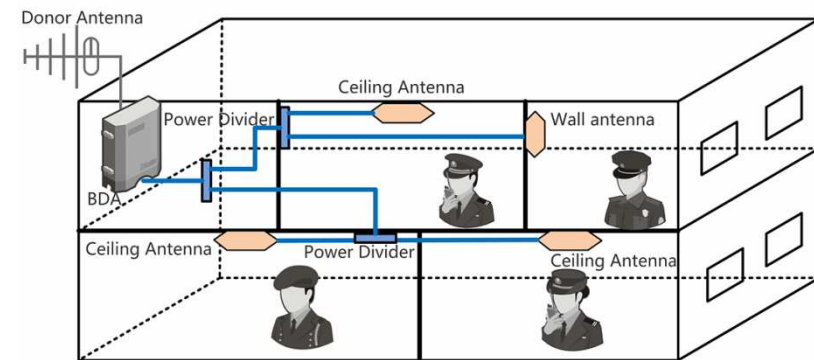 Donor Antenna
Ceiling Antenna
Power Divider
Wall antenna
BDA
Ceiling Antenna
Power Divider
Ceiling Antenna